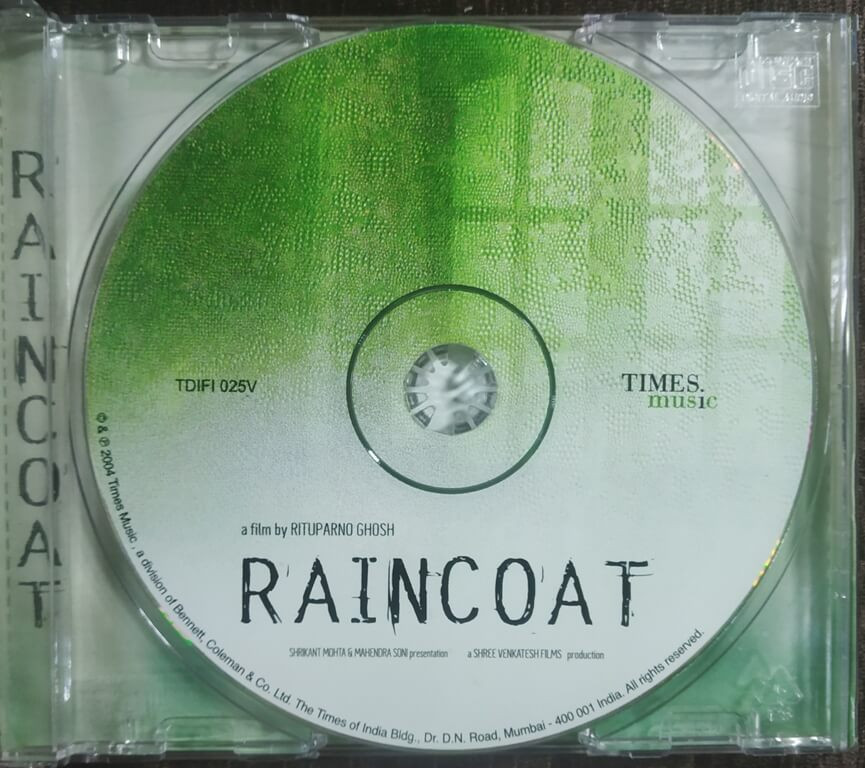 RAINCOAT
TDIFI 025V
TIMES.
music
a film by RITUPARNO GHOSH
RAINCOAT
SHRIKANT MOHTA & MAHENDRA SONI presentation a SHREE VENKATESH FILMS production
© & ℗ 2004 Times Music, a division of Bennett, Coleman & Co. Ltd. The Times of India Bldg., Dr. D.N. Road, Mumbai - 400 001 India. All rights reserved.